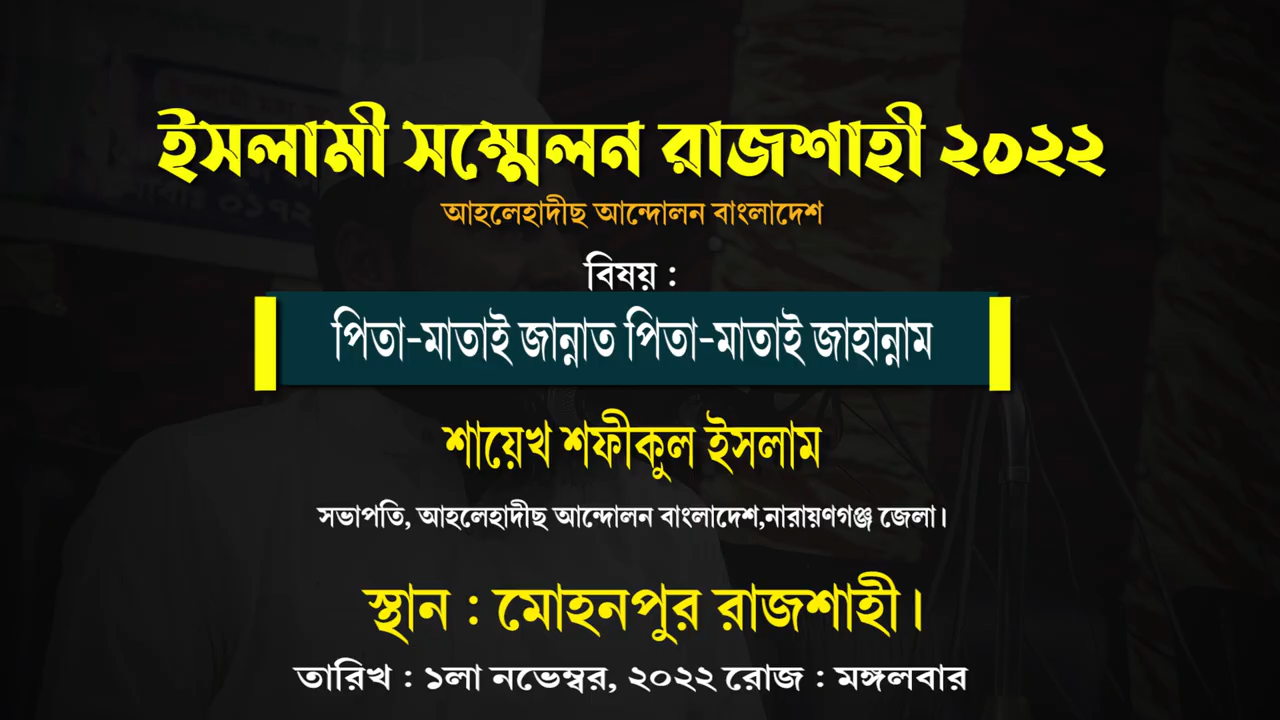 ইসলামী সম্মেলন রাজশাহী ২০২২
আহলেহাদীছ আন্দোলন বাংলাদেশ
বিষয় :
পিতা-মাতাই জান্নাত পিতা-মাতাই জাহান্নাম
শায়েখ শফীকুল ইসলাম
সভাপতি, আহলেহাদীছ আন্দোলন বাংলাদেশ,নারায়ণগঞ্জ জেলা।
স্থান : মোহনপুর রাজশাহী।
তারিখ : ১লা নভেম্বর, ২০২২ রোজ : মঙ্গলবার